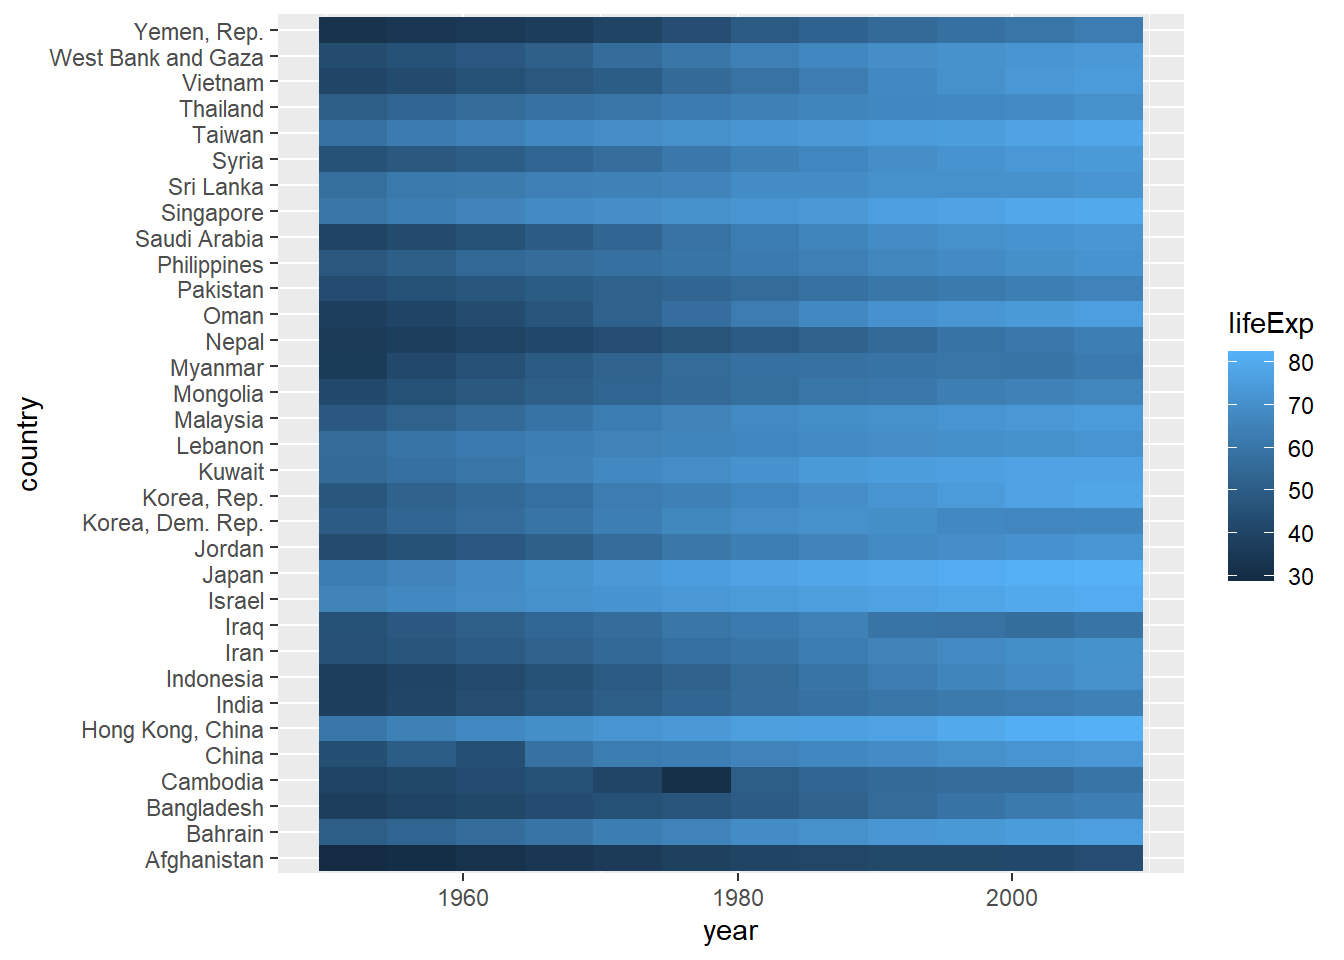 Yemen, Rep.
West Bank and Gaza
Vietnam
Thailand
Taiwan
Syria
Sri Lanka
Singapore
Saudi Arabia
Philippines
Pakistan
Oman
Nepal
Myanmar
Mongolia
Malaysia
Lebanon
Kuwait
Korea, Rep.
Korea, Dem. Rep.
Jordan
Japan
Israel
Iraq
Iran
Indonesia
India
Hong Kong, China
China
Cambodia
Bangladesh
Bahrain
Afghanistan
country
1960 1980 2000
year
lifeExp
80
70
60
50
40
30